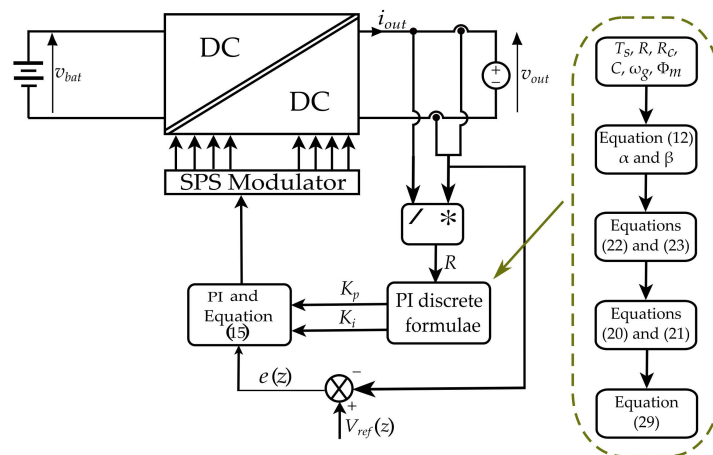 DC
DC
i_out
v_bat
v_out
+
−
SPS Modulator
/ *
R
PI and
Equation
(15)
K_p
K_i
PI discrete
formulae
e(z)
−
+
V_ref(z)
T_s, R, R_c,
C, ω_g, Φ_m
Equation (12)
α and β
Equations
(22) and (23)
Equations
(20) and (21)
Equation
(29)